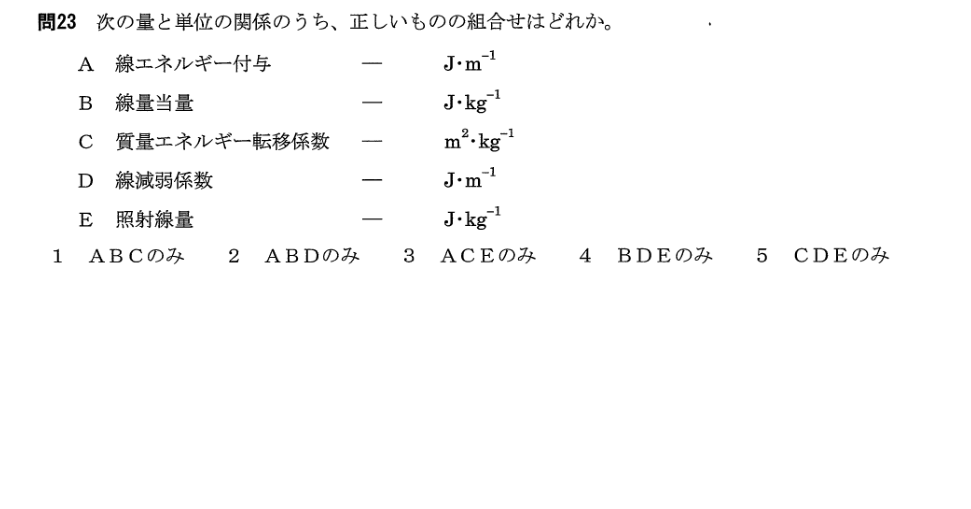 問23 次の量と単位の関係のうち、正しいものの組合せはどれか。
A 線エネルギー付与 ― J・m⁻¹
B 線量当量 ― J・kg⁻¹
C 質量エネルギー転移係数 ― m²・kg⁻¹
D 線減弱係数 ― J・m⁻¹
E 照射線量 ― J・kg⁻¹
1 ABCのみ 2 ABDのみ 3 ACEのみ 4 BDEのみ 5 CDEのみ